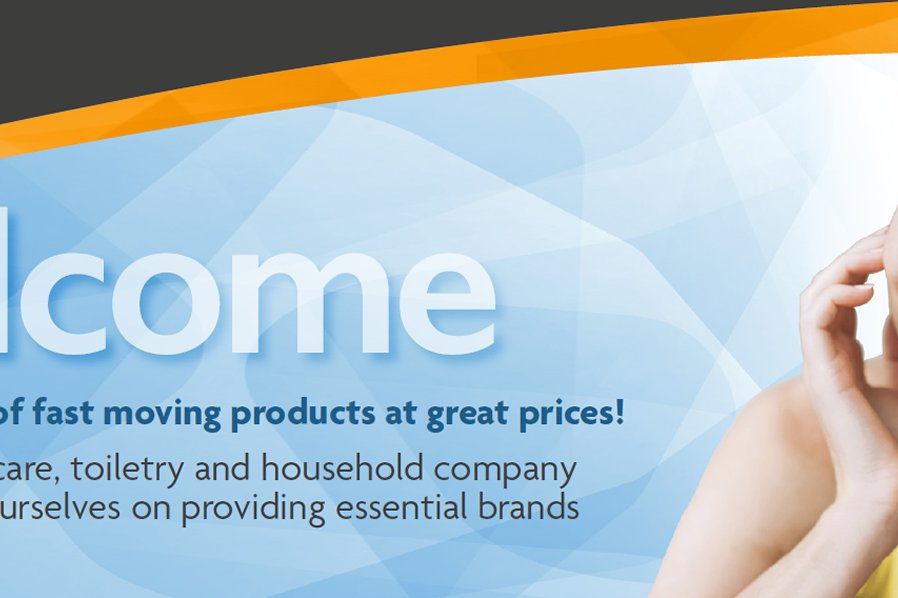 lcome
of fast moving products at great prices!
care, toiletry and household company
urselves on providing essential brands